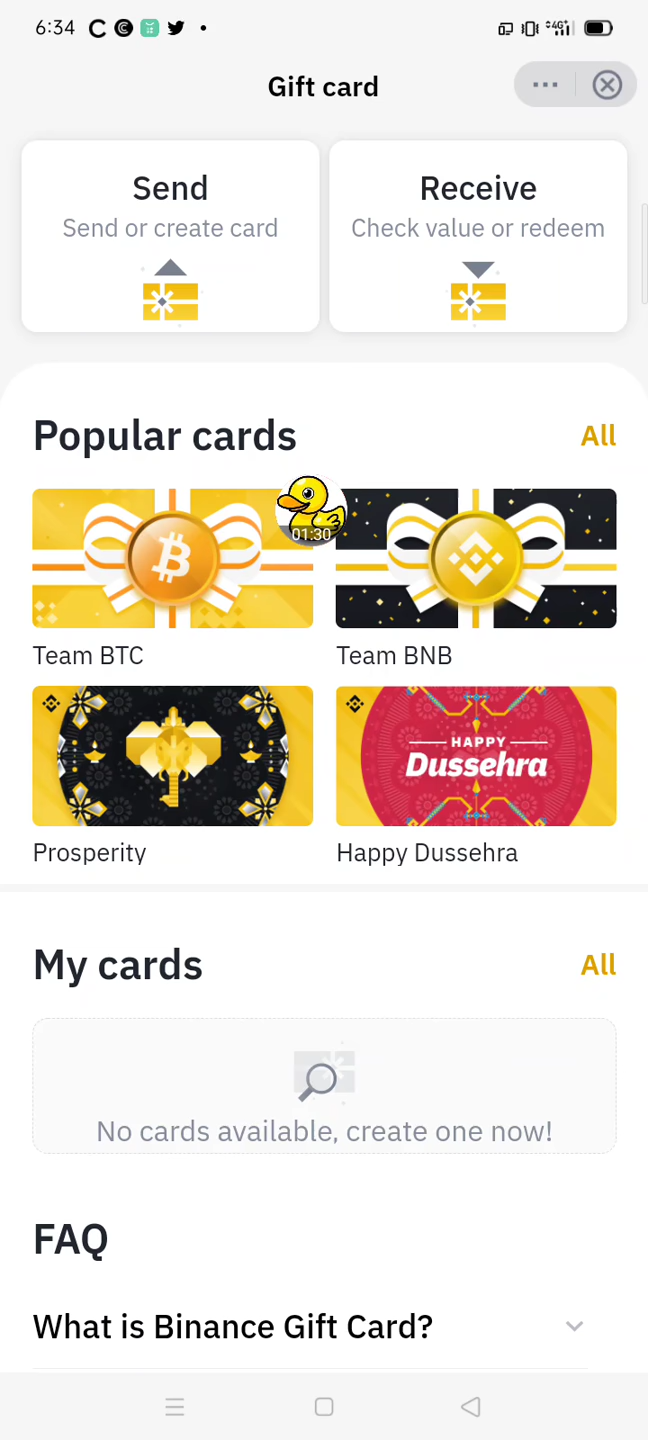 6:34
4G+
Gift card
Send
Send or create card
Receive
Check value or redeem
Popular cards
All
01:30
Team BTC
Team BNB
HAPPY
Dussehra
Prosperity
Happy Dussehra
My cards
All
No cards available, create one now!
FAQ
What is Binance Gift Card?